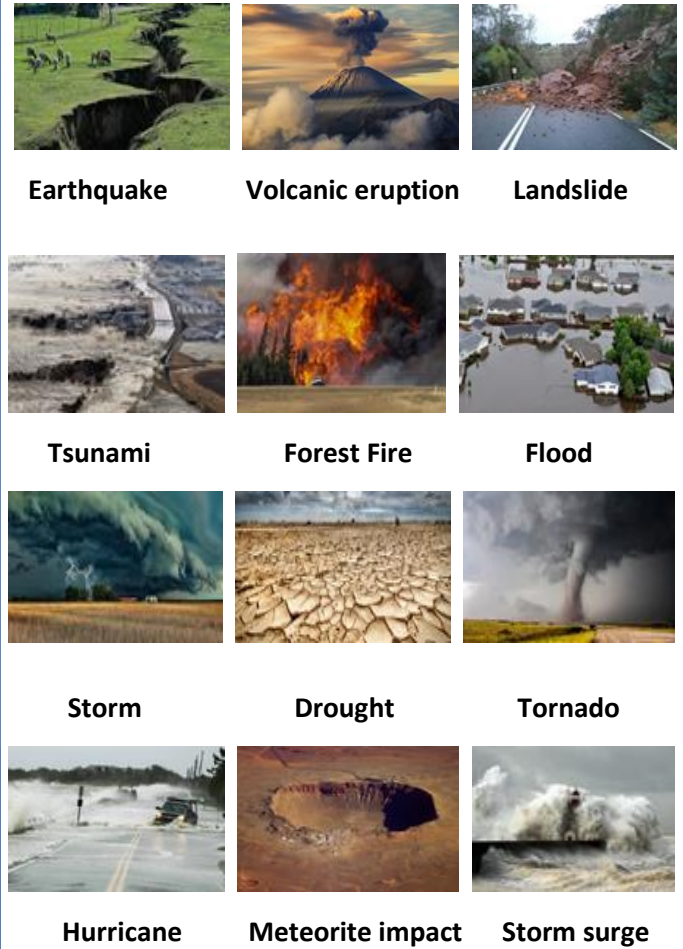 Earthquake Volcanic eruption Landslide
Tsunami Forest Fire Flood
Storm Drought Tornado
Hurricane Meteorite impact Storm surge